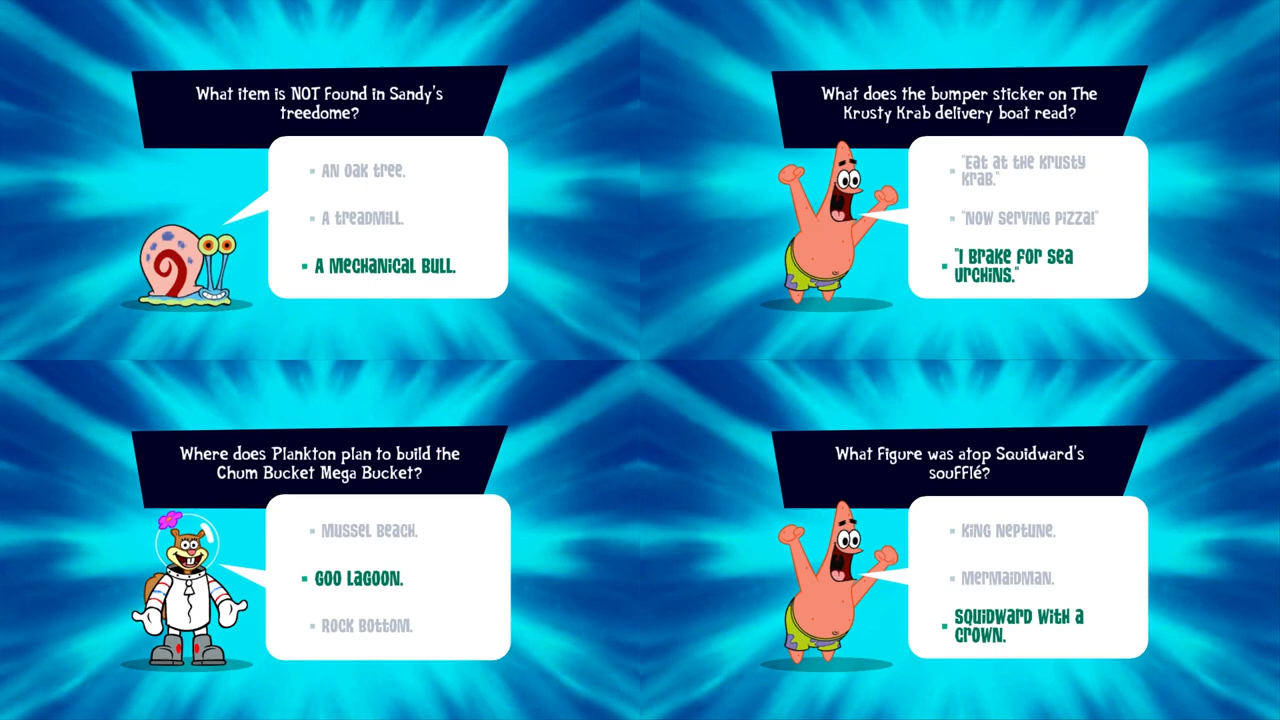 What item is NOT Found in Sandy's
treedome?
An oak tree.
A treadmill.
A mechanical bull.
What does the bumper sticker on The
Krusty Krab delivery boat read?
"Eat at the Krusty
Krab."
"Now serving pizza!"
"I brake for sea
urchins."
Where does Plankton plan to build the
Chum Bucket Mega Bucket?
Mussel Beach.
Goo Lagoon.
Rock Bottom.
What Figure was atop Squidward's
soufflé?
King Neptune.
Mermaidman.
Squidward with a
crown.